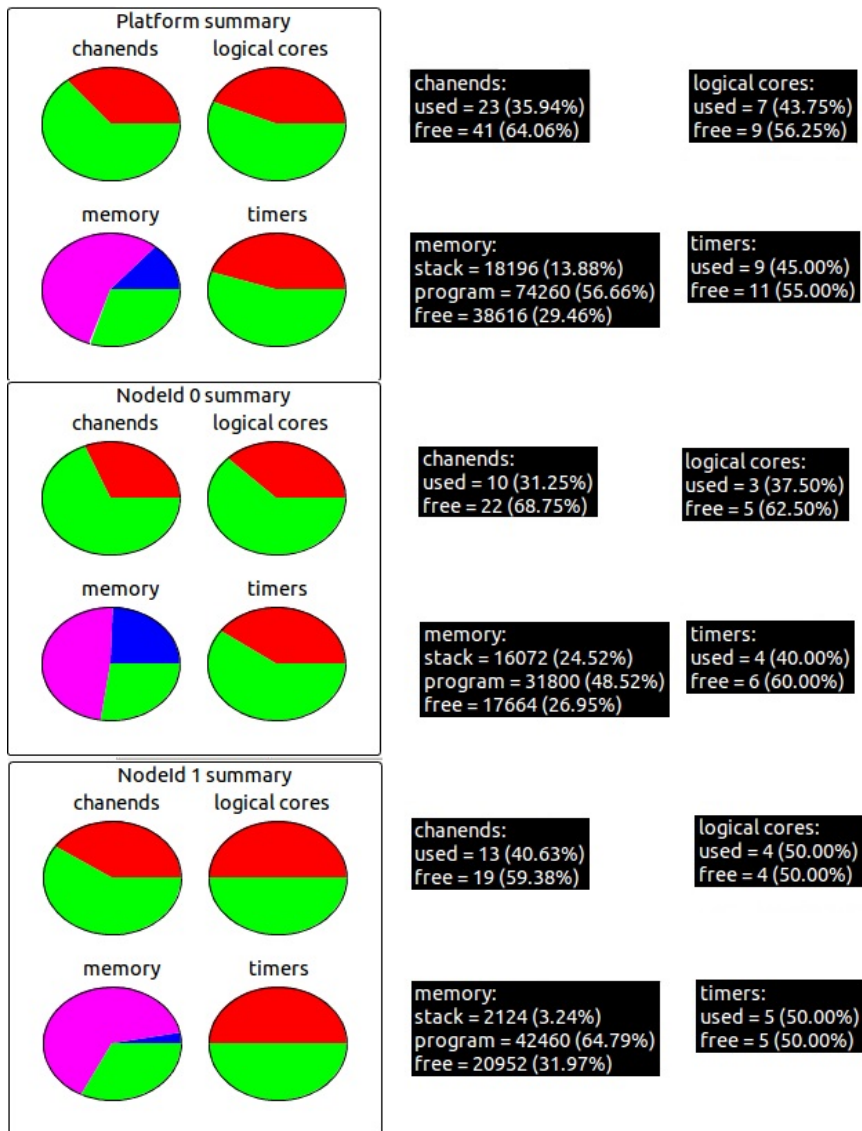 Platform summary
chanends
logical cores
memory
timers
chanends:
used = 23 (35.94%)
free = 41 (64.06%)
logical cores:
used = 7 (43.75%)
free = 9 (56.25%)
memory:
stack = 18196 (13.88%)
program = 74260 (56.66%)
free = 38616 (29.46%)
timers:
used = 9 (45.00%)
free = 11 (55.00%)
NodeId 0 summary
chanends
logical cores
memory
timers
chanends:
used = 10 (31.25%)
free = 22 (68.75%)
logical cores:
used = 3 (37.50%)
free = 5 (62.50%)
memory:
stack = 16072 (24.52%)
program = 31800 (48.52%)
free = 17664 (26.95%)
timers:
used = 4 (40.00%)
free = 6 (60.00%)
NodeId 1 summary
chanends
logical cores
memory
timers
chanends:
used = 13 (40.63%)
free = 19 (59.38%)
logical cores:
used = 4 (50.00%)
free = 4 (50.00%)
memory:
stack = 2124 (3.24%)
program = 42460 (64.79%)
free = 20952 (31.97%)
timers:
used = 5 (50.00%)
free = 5 (50.00%)